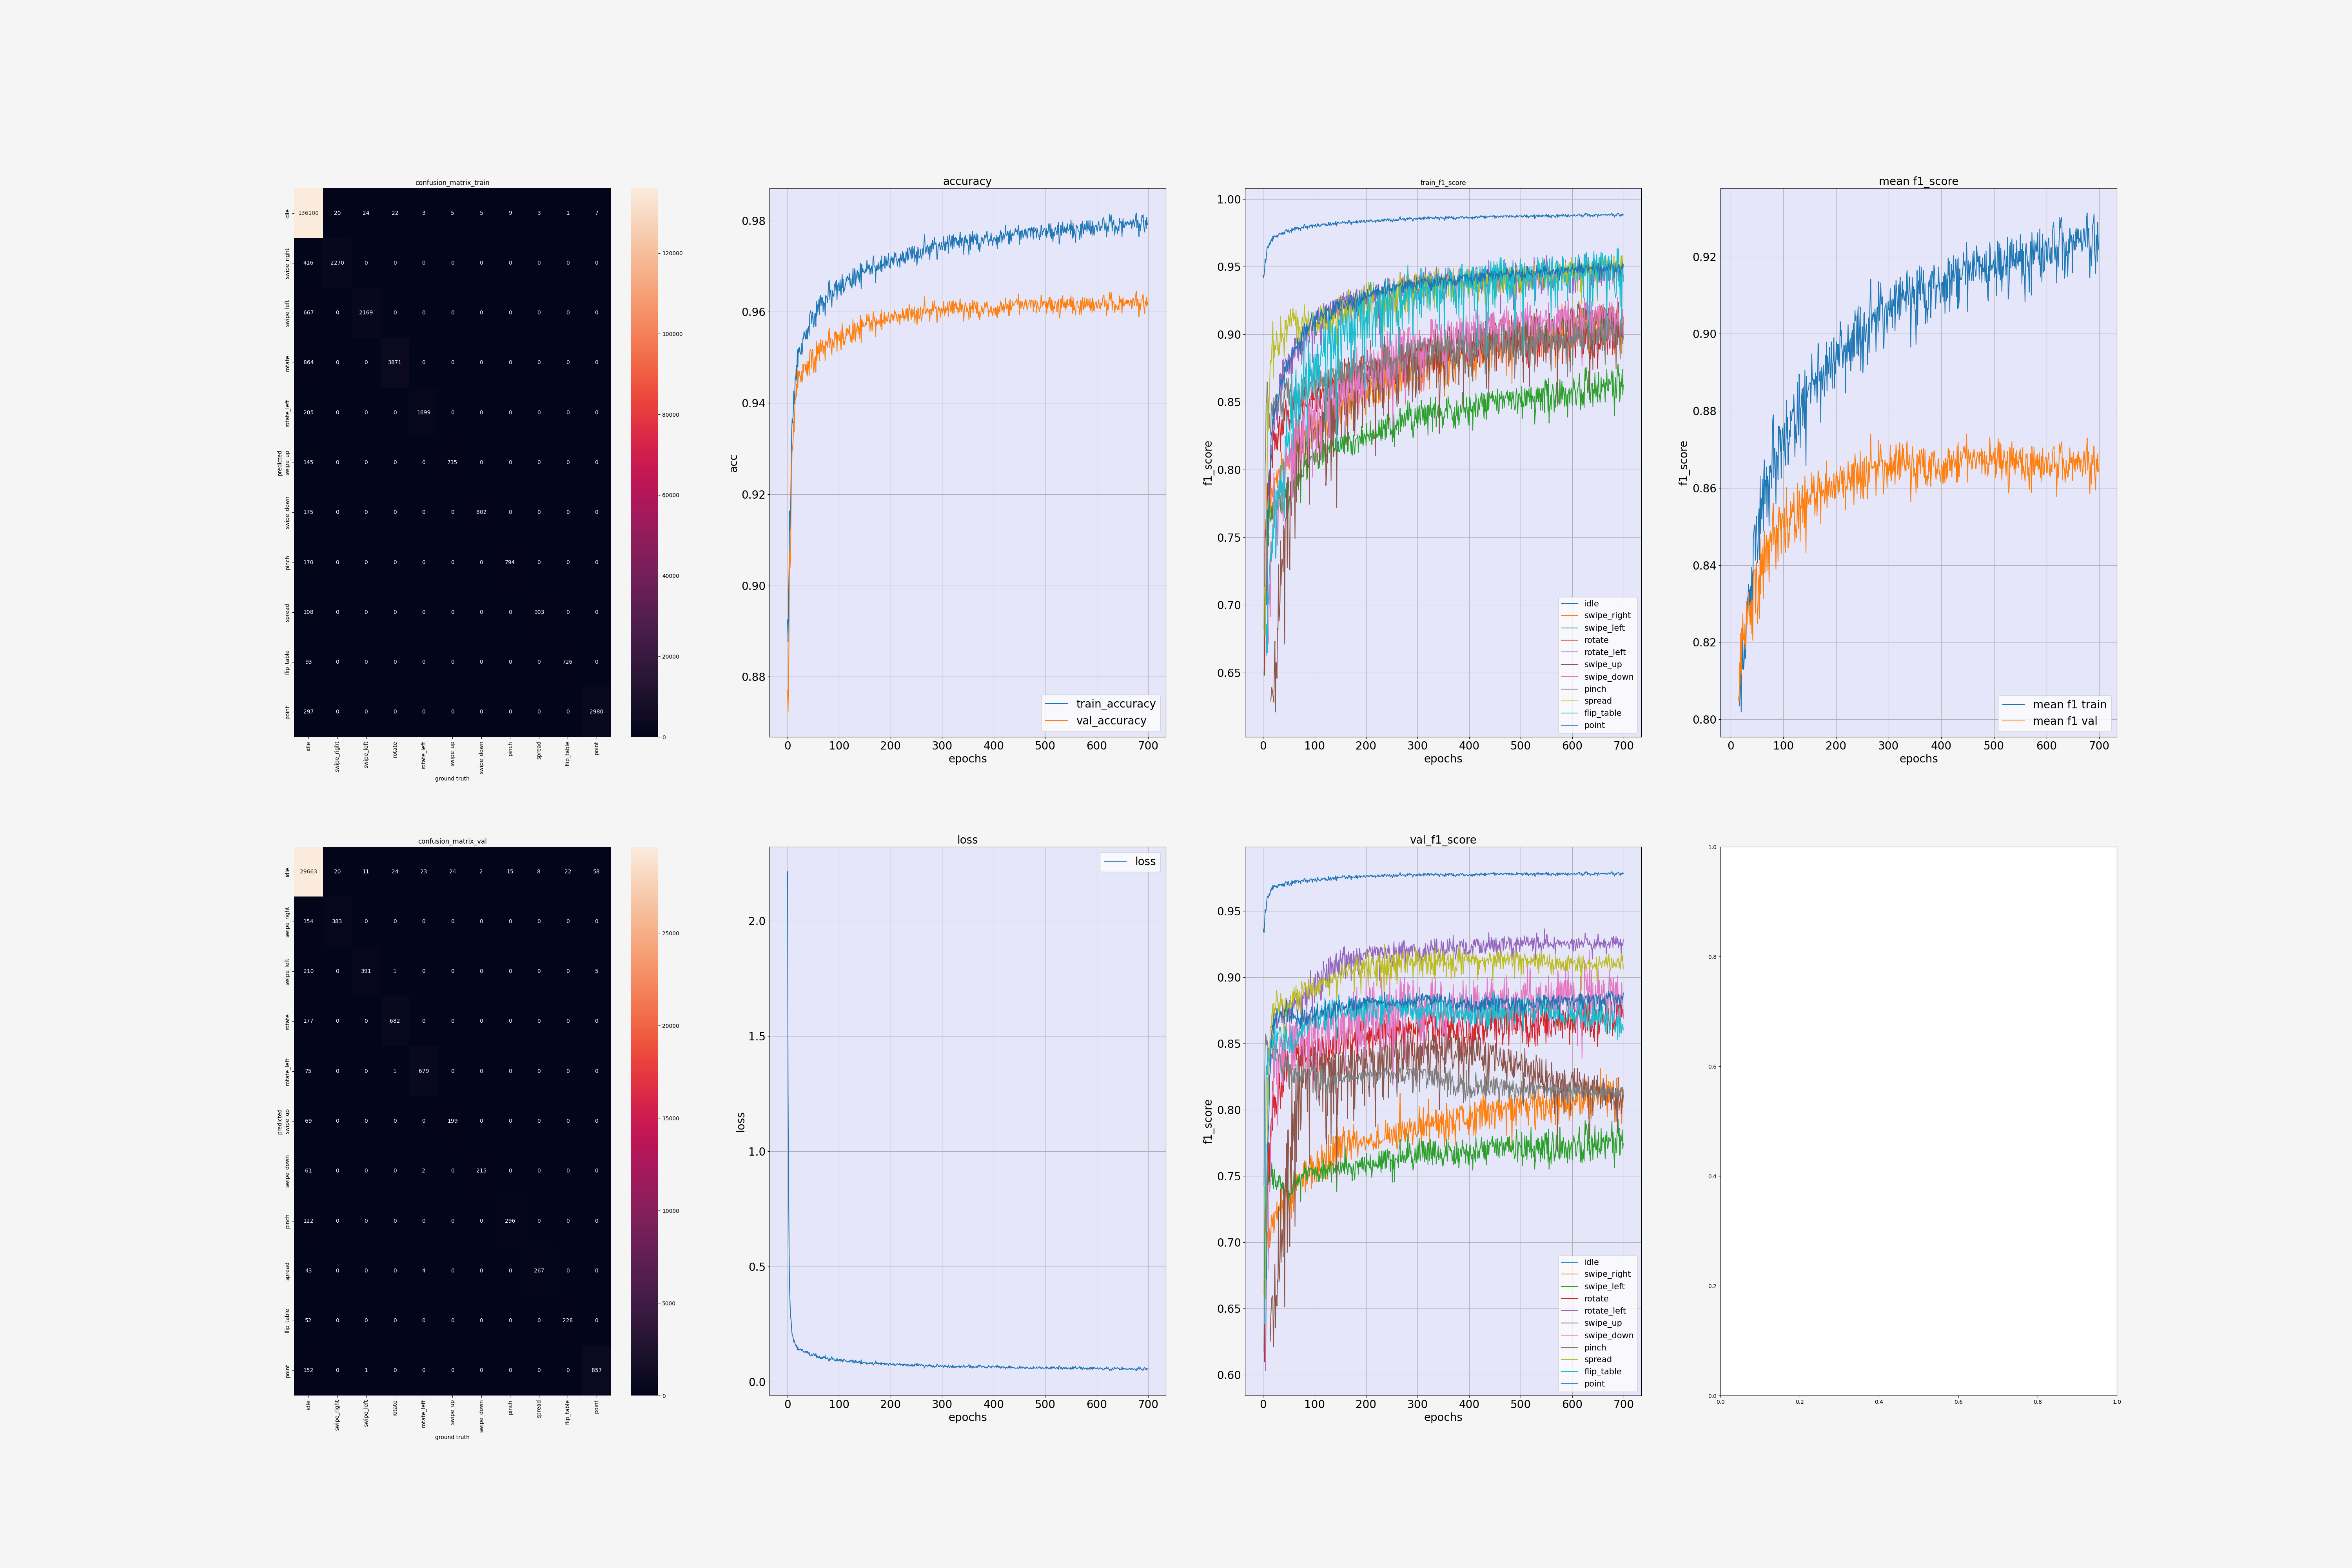 confusion_matrix_train
idle 136100 20 24 22 3 5 5 9 3 1 7
swipe_right 416 2270 0 0 0 0 0 0 0 0 0
swipe_left 667 0 2169 0 0 0 0 0 0 0 0
rotate 864 0 0 3871 0 0 0 0 0 0 0
rotate_left 205 0 0 0 1699 0 0 0 0 0 0
predicted
swipe_up 145 0 0 0 0 735 0 0 0 0 0
swipe_down 175 0 0 0 0 0 802 0 0 0 0
pinch 170 0 0 0 0 0 0 794 0 0 0
spread 108 0 0 0 0 0 0 0 903 0 0
flip_table 93 0 0 0 0 0 0 0 0 726 0
point 297 0 0 0 0 0 0 0 0 0 2980
idle swipe_right swipe_left rotate rotate_left swipe_up swipe_down pinch spread flip_table point
ground truth
120000
100000
80000
60000
40000
20000
0
accuracy
acc
0.98
0.96
0.94
0.92
0.90
0.88
train_accuracy
val_accuracy
0 100 200 300 400 500 600 700
epochs
train_f1_score
f1_score
1.00
0.95
0.90
0.85
0.80
0.75
0.70
0.65
idle
swipe_right
swipe_left
rotate
rotate_left
swipe_up
swipe_down
pinch
spread
flip_table
point
0 100 200 300 400 500 600 700
epochs
mean f1_score
f1_score
0.92
0.90
0.88
0.86
0.84
0.82
0.80
mean f1 train
mean f1 val
0 100 200 300 400 500 600 700
epochs
confusion_matrix_val
idle 29663 20 11 24 23 24 2 15 8 22 58
swipe_right 154 383 0 0 0 0 0 0 0 0 0
swipe_left 210 0 391 1 0 0 0 0 0 0 5
rotate 177 0 0 682 0 0 0 0 0 0 0
rotate_left 75 0 0 1 679 0 0 0 0 0 0
predicted
swipe_up 69 0 0 0 0 199 0 0 0 0 0
swipe_down 61 0 0 0 2 0 215 0 0 0 0
pinch 122 0 0 0 0 0 0 296 0 0 0
spread 43 0 0 0 4 0 0 0 267 0 0
flip_table 52 0 0 0 0 0 0 0 0 228 0
point 152 0 1 0 0 0 0 0 0 0 857
idle swipe_right swipe_left rotate rotate_left swipe_up swipe_down pinch spread flip_table point
ground truth
25000
20000
15000
10000
5000
0
loss
loss
2.0
1.5
1.0
0.5
0.0
loss
0 100 200 300 400 500 600 700
epochs
val_f1_score
f1_score
0.95
0.90
0.85
0.80
0.75
0.70
0.65
0.60
idle
swipe_right
swipe_left
rotate
rotate_left
swipe_up
swipe_down
pinch
spread
flip_table
point
0 100 200 300 400 500 600 700
epochs
1.0
0.8
0.6
0.4
0.2
0.0
0.0 0.2 0.4 0.6 0.8 1.0